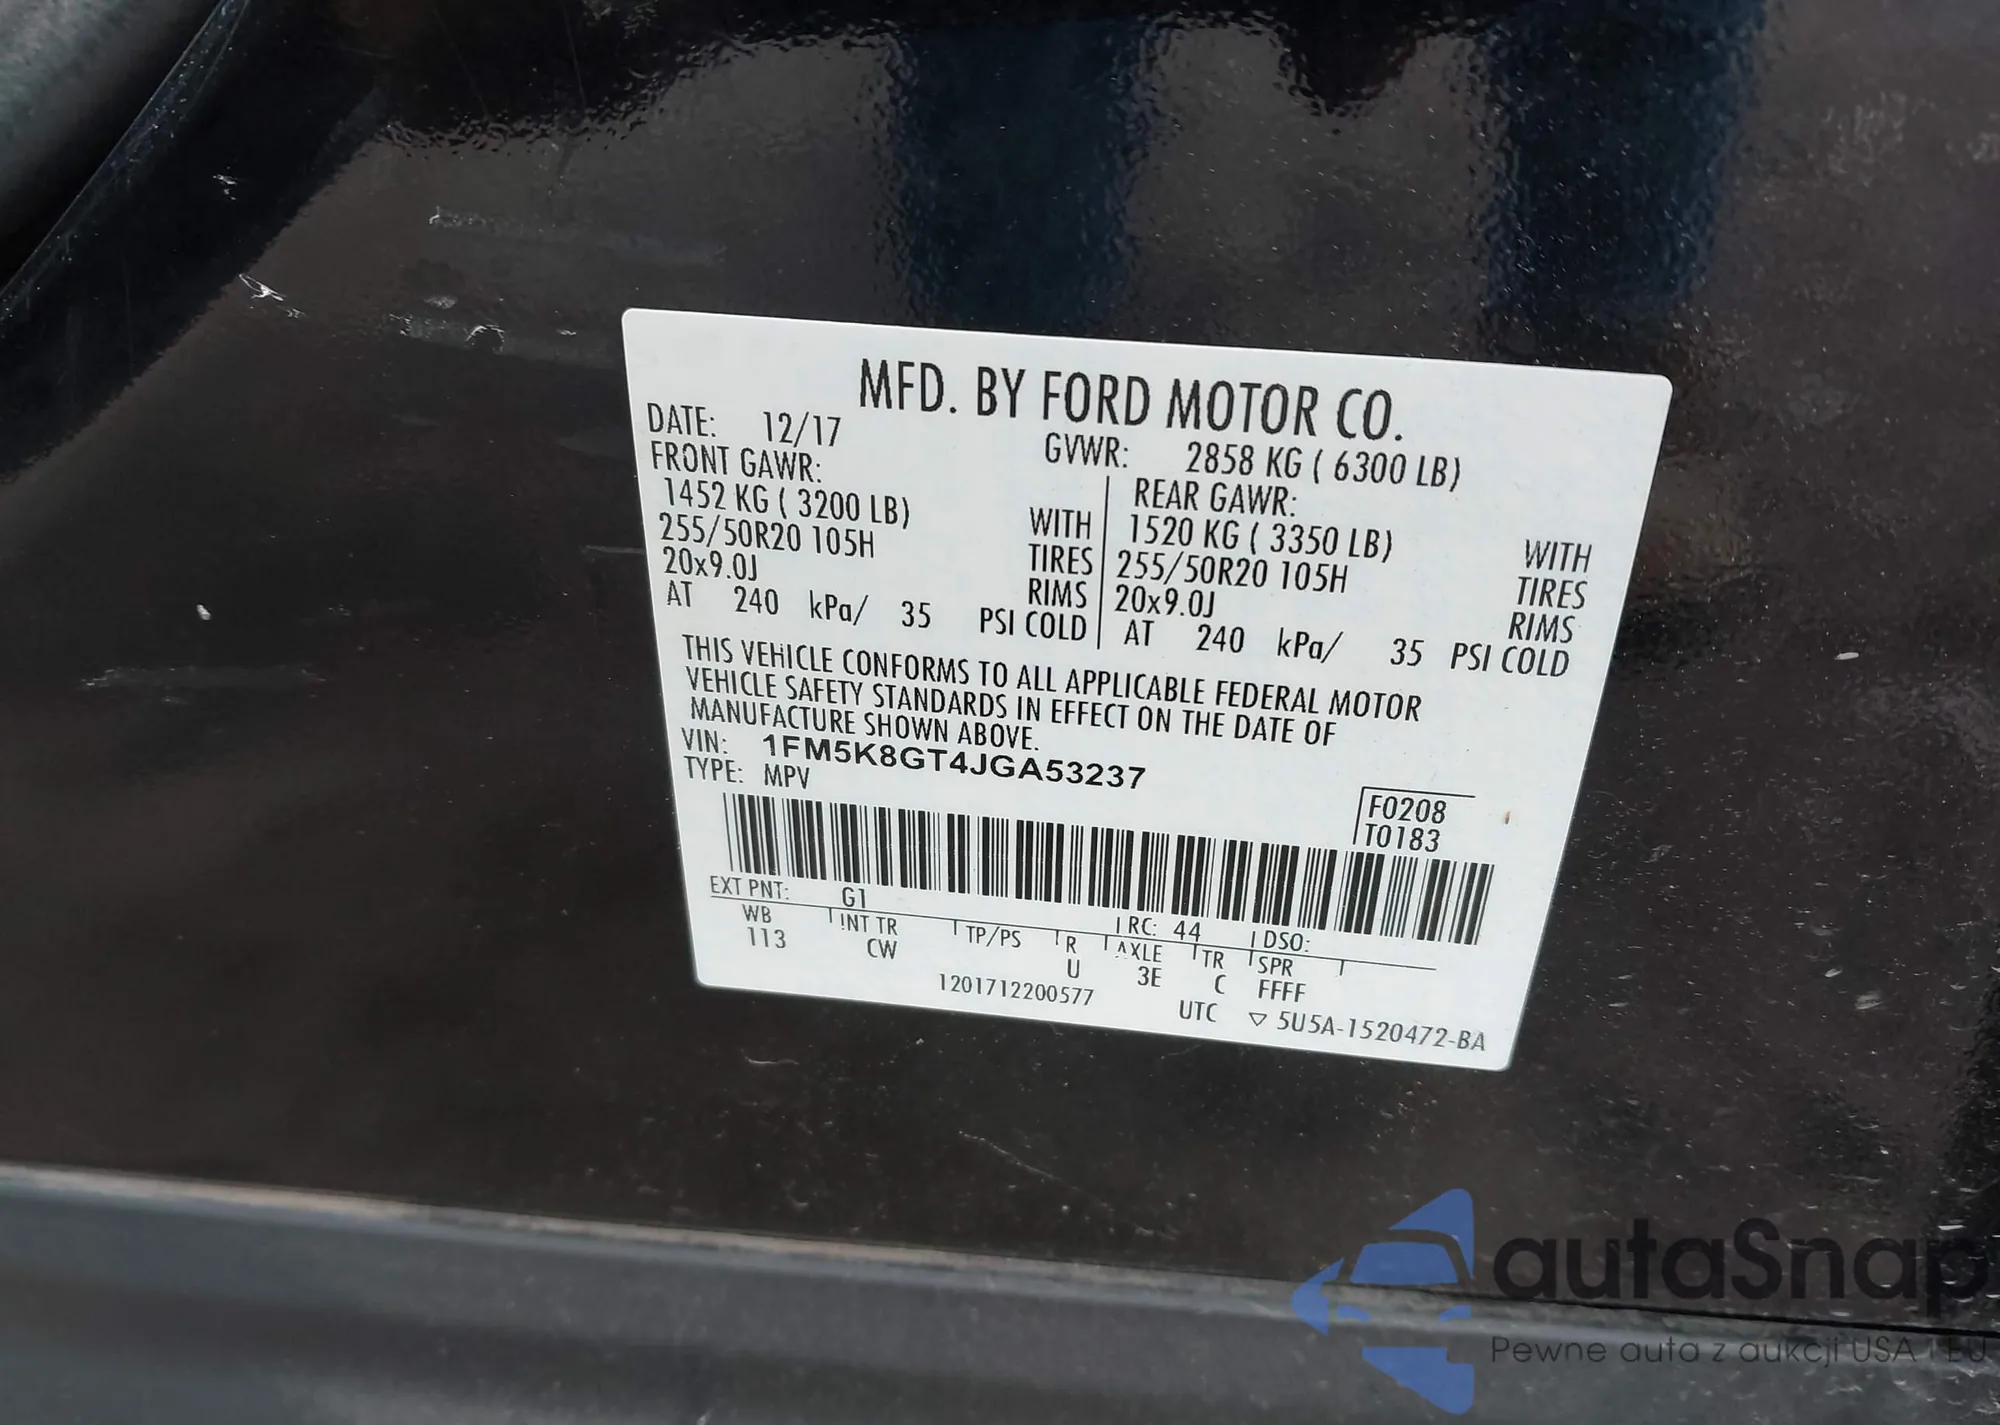 MFD. BY FORD MOTOR CO.
DATE: 12/17 GVWR: 2858 KG ( 6300 LB)
FRONT GAWR: REAR GAWR:
1452 KG ( 3200 LB) WITH 1520 KG ( 3350 LB) WITH
255/50R20 105H TIRES 255/50R20 105H TIRES
20x9.0J RIMS 20x9.0J RIMS
AT 240 kPa/ 35 PSI COLD AT 240 kPa/ 35 PSI COLD
THIS VEHICLE CONFORMS TO ALL APPLICABLE FEDERAL MOTOR
VEHICLE SAFETY STANDARDS IN EFFECT ON THE DATE OF
MANUFACTURE SHOWN ABOVE.
VIN: 1FM5K8GT4JGA53237
TYPE: MPV
F0208
T0183
EXT PNT: G1 RC: 44 DSO:
WB INT TR TP/PS R AXLE TR SPR
113 CW U 3E C FFFF
1201712200577 UTC ▽ 5U5A-1520472-BA
autaSnap
Pewne auta z aukcji USA i EU